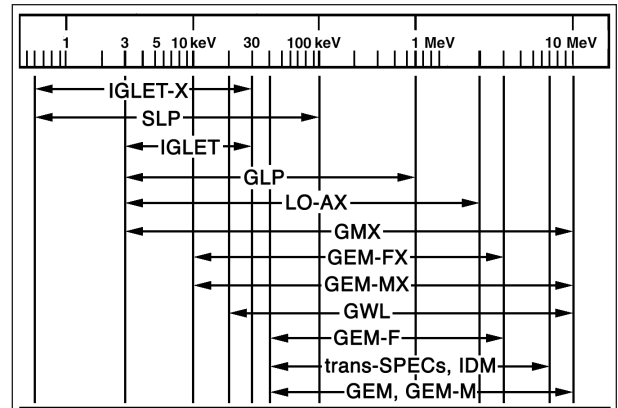 1 3 5 10 keV 30 100 keV 1 MeV 10 MeV
IGLET-X
SLP
IGLET
GLP
LO-AX
GMX
GEM-FX
GEM-MX
GWL
GEM-F
trans-SPECs, IDM
GEM, GEM-M